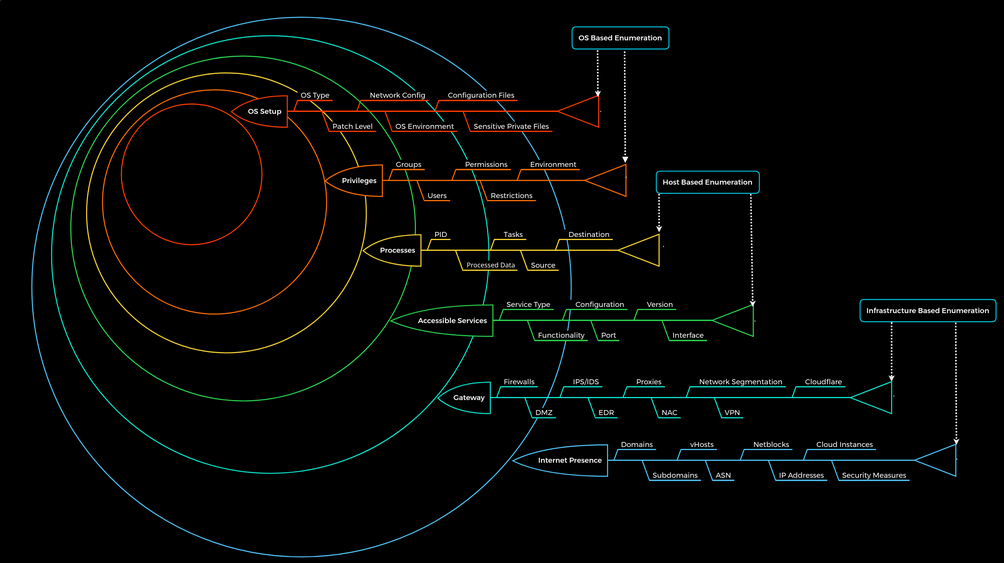 OS Based Enumeration
OS Type
Network Config
Configuration Files
OS Setup
Patch Level
OS Environment
Sensitive Private Files
Groups
Permissions
Environment
Privileges
Users
Restrictions
Host Based Enumeration
PID
Tasks
Destination
Processes
Processed Data
Source
Service Type
Configuration
Version
Accessible Services
Functionality
Port
Interface
Infrastructure Based Enumeration
Firewalls
IPS/IDS
Proxies
Network Segmentation
Cloudflare
Gateway
DMZ
EDR
NAC
VPN
Domains
vHosts
Netblocks
Cloud Instances
Internet Presence
Subdomains
ASN
IP Addresses
Security Measures